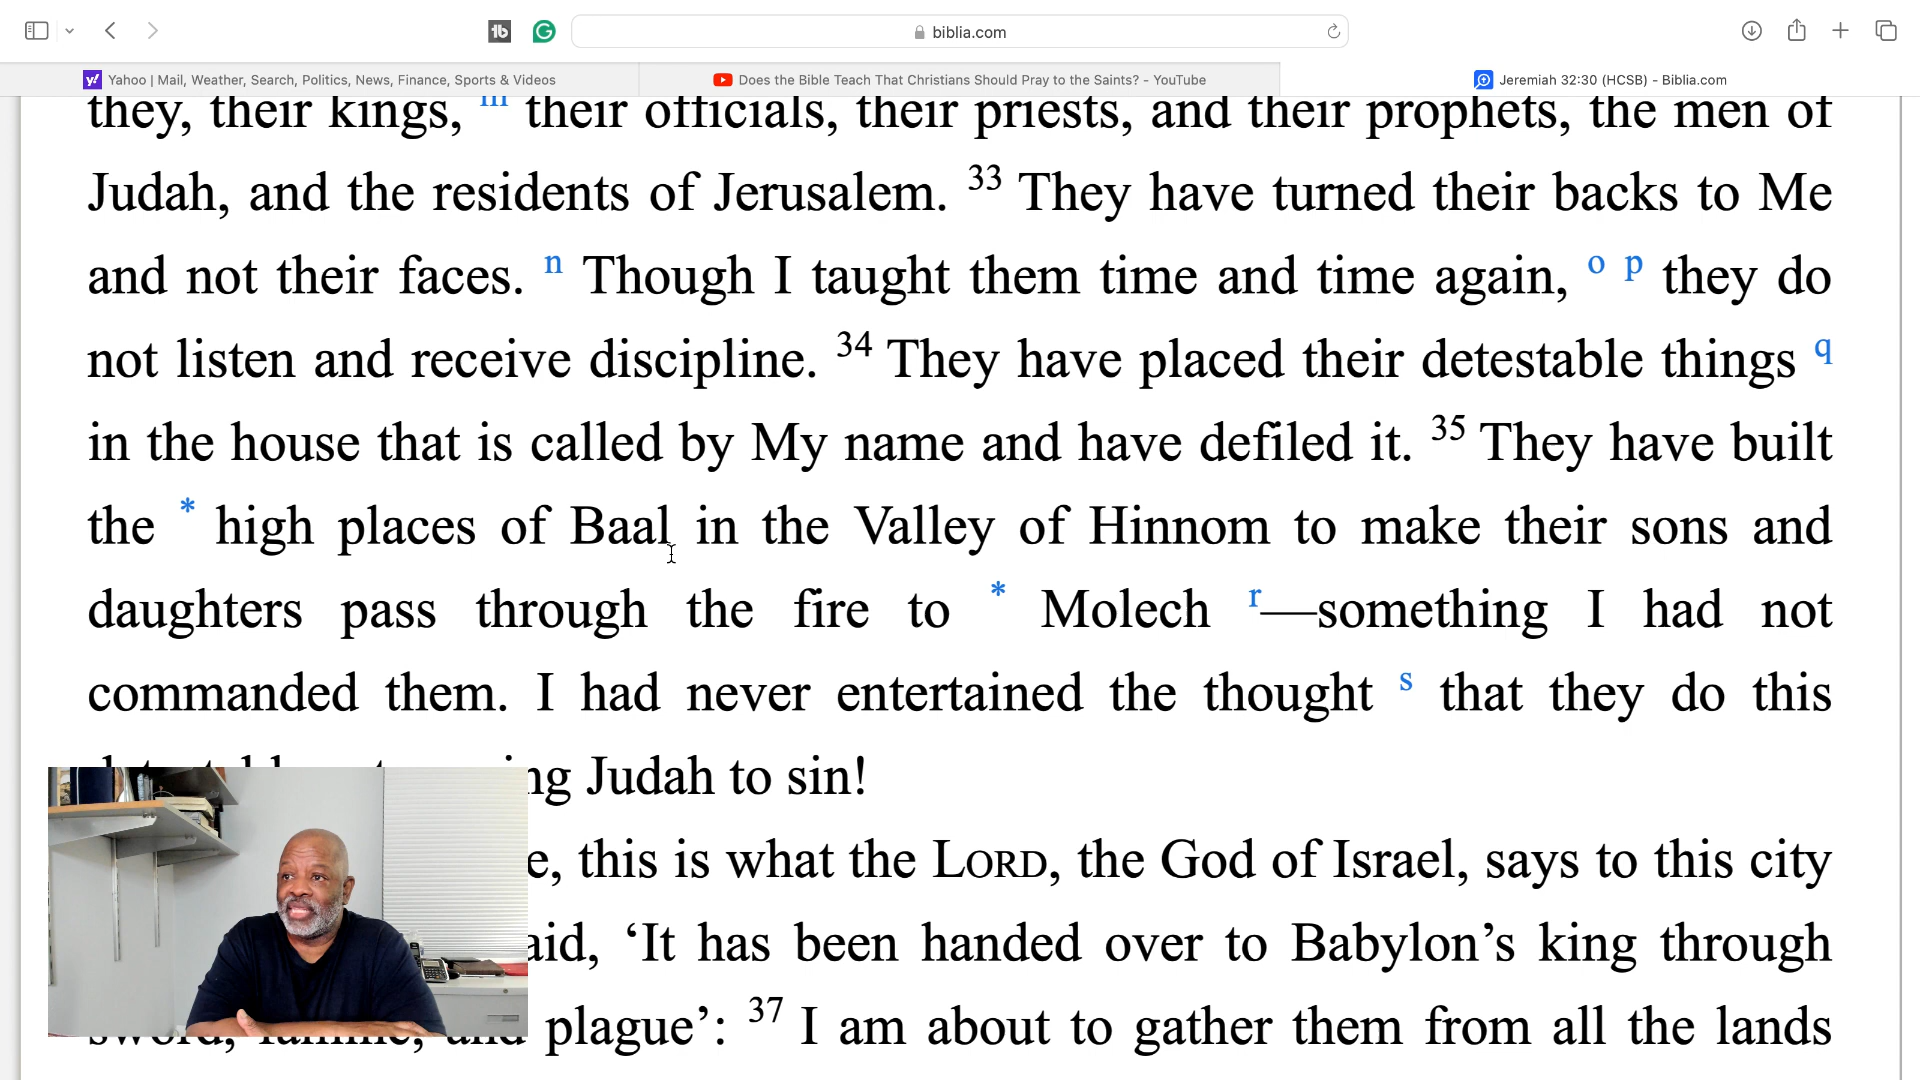 biblia.com
Yahoo | Mail, Weather, Search, Politics, News, Finance, Sports & Videos
Does the Bible Teach That Christians Should Pray to the Saints? - YouTube
Jeremiah 32:30 (HCSB) - Biblia.com
they, their kings, m their officials, their priests, and their prophets, the men of
Judah, and the residents of Jerusalem. 33 They have turned their backs to Me
and not their faces. n Though I taught them time and time again, o p they do
not listen and receive discipline. 34 They have placed their detestable things q
in the house that is called by My name and have defiled it. 35 They have built
the * high places of Baal in the Valley of Hinnom to make their sons and
daughters pass through the fire to * Molech r—something I had not
commanded them. I had never entertained the thought s that they do this
Judah to sin!
this is what the LORD, the God of Israel, says to this city
‘It has been handed over to Babylon’s king through
sword, famine, and plague’: 37 I am about to gather them from all the lands